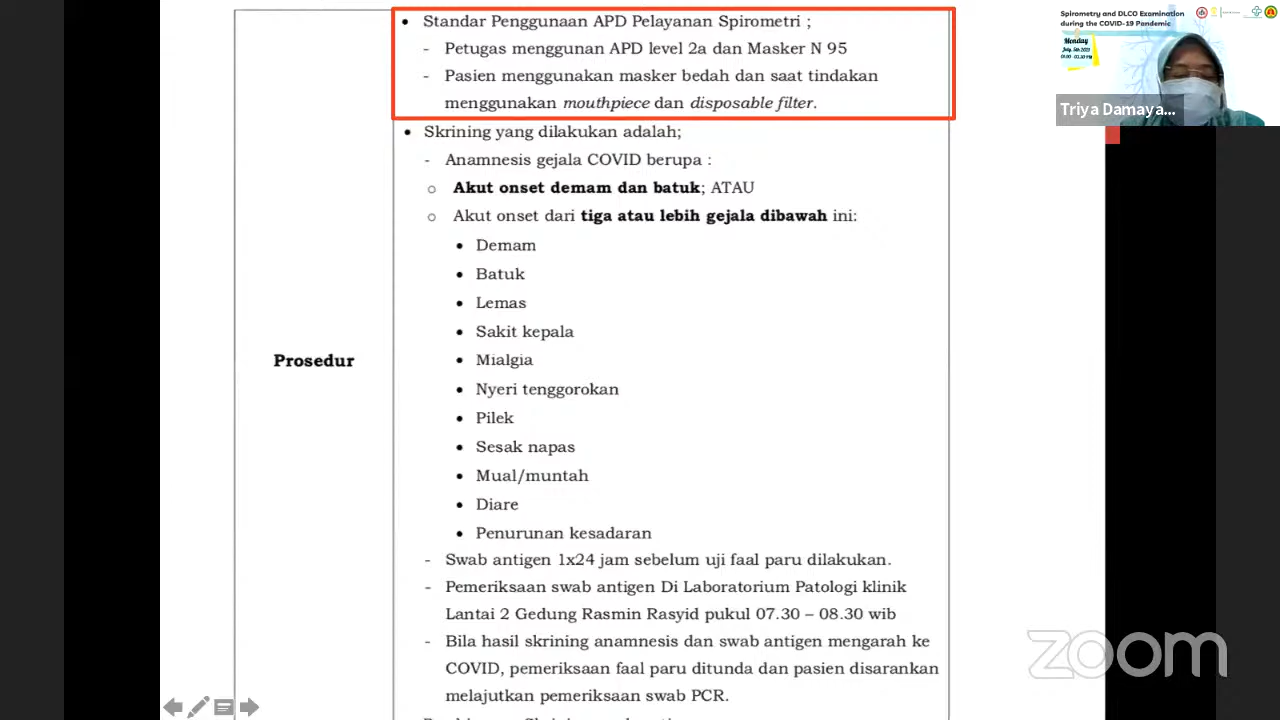 Prosedur
• Standar Penggunaan APD Pelayanan Spirometri ;
- Petugas menggunan APD level 2a dan Masker N 95
- Pasien menggunakan masker bedah dan saat tindakan
menggunakan mouthpiece dan disposable filter.
• Skrining yang dilakukan adalah;
- Anamnesis gejala COVID berupa :
o Akut onset demam dan batuk; ATAU
o Akut onset dari tiga atau lebih gejala dibawah ini:
• Demam
• Batuk
• Lemas
• Sakit kepala
• Mialgia
• Nyeri tenggorokan
• Pilek
• Sesak napas
• Mual/muntah
• Diare
• Penurunan kesadaran
- Swab antigen 1x24 jam sebelum uji faal paru dilakukan.
- Pemeriksaan swab antigen Di Laboratorium Patologi klinik
Lantai 2 Gedung Rasmin Rasyid pukul 07.30 – 08.30 wib
- Bila hasil skrining anamnesis dan swab antigen mengarah ke
COVID, pemeriksaan faal paru ditunda dan pasien disarankan
melajutkan pemeriksaan swab PCR.
Spirometry and DLCO Examination
during the COVID-19 Pandemic
Monday
Triya Damaya...
zoom